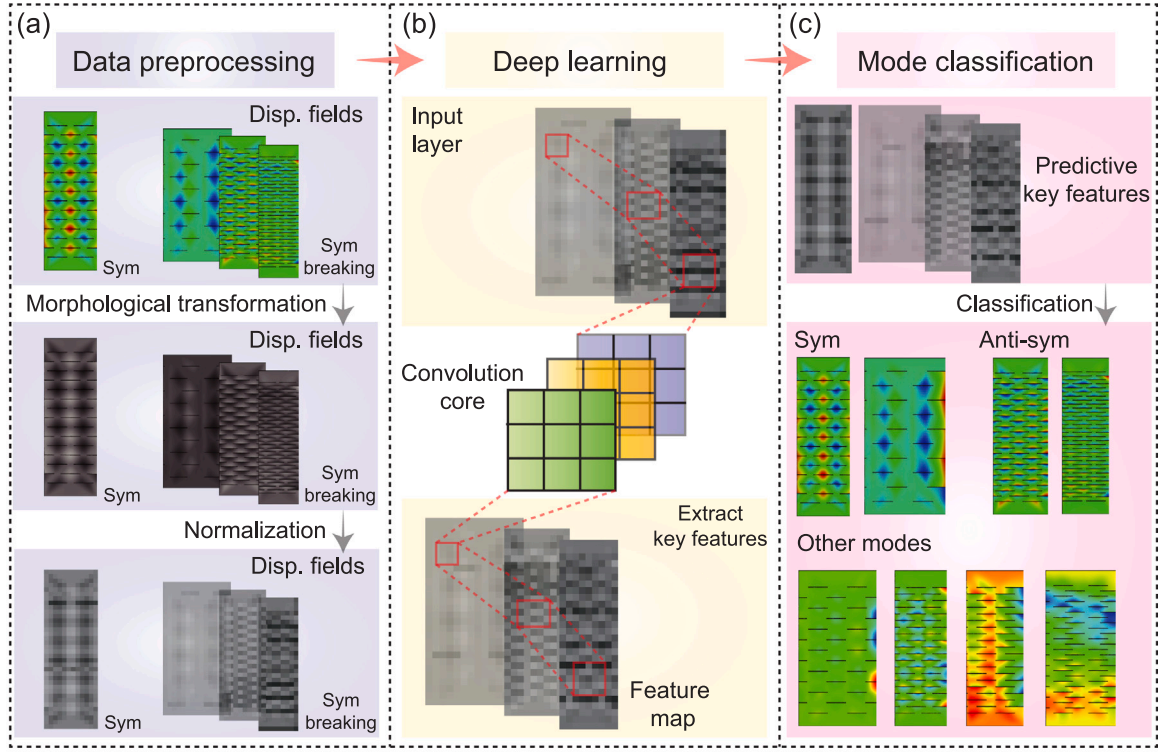 (a)
Data preprocessing
Disp. fields
Sym
Sym
breaking
Morphological transformation
Disp. fields
Sym
Sym
breaking
Normalization
Disp. fields
Sym
Sym
breaking
(b)
Deep learning
Input
layer
Convolution
core
Extract
key features
Feature
map
(c)
Mode classification
Predictive
key features
Classification
Sym
Anti-sym
Other modes